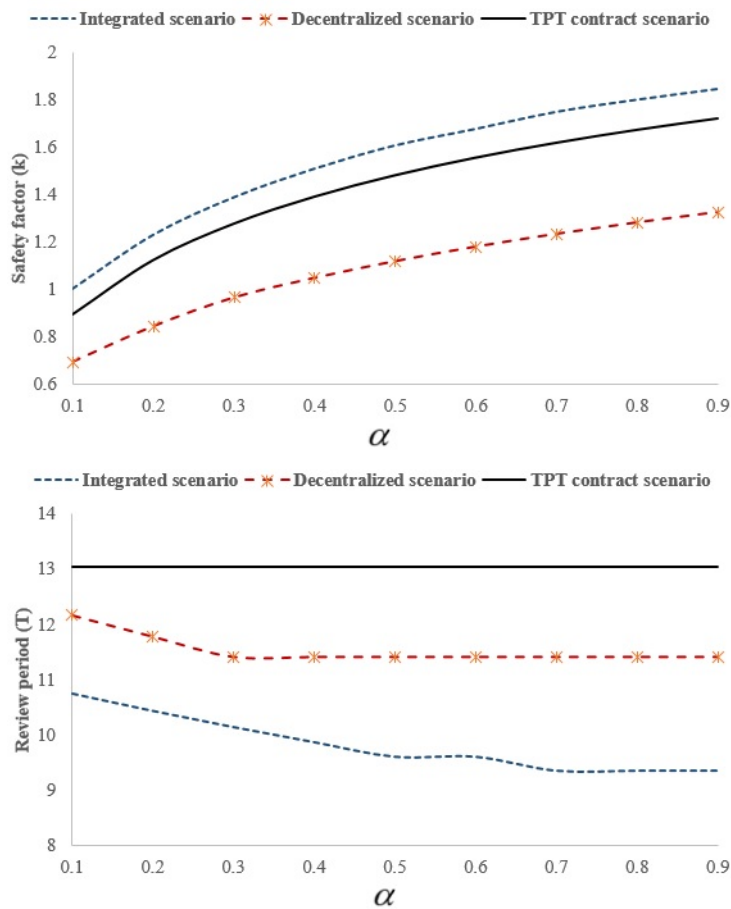 Integrated scenario Decentralized scenario TPT contract scenario
2
1.8
1.6
1.4
1.2
1
0.8
0.6
Safety factor (k)
0.1 0.2 0.3 0.4 0.5 0.6 0.7 0.8 0.9
α
Integrated scenario Decentralized scenario TPT contract scenario
14
13
12
11
10
9
8
Review period (T)
0.1 0.2 0.3 0.4 0.5 0.6 0.7 0.8 0.9
α